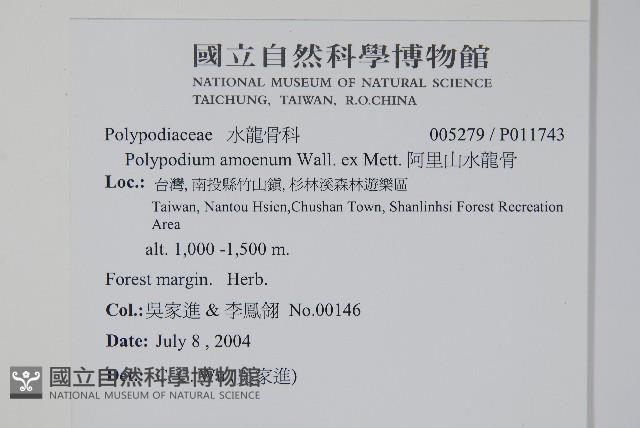 國立自然科學博物館
NATIONAL MUSEUM OF NATURAL SCIENCE
TAICHUNG, TAIWAN, R.O.CHINA
Polypodiaceae 水龍骨科 005279 / P011743
Polypodium amoenum Wall. ex Mett. 阿里山水龍骨
Loc.: 台灣, 南投縣竹山鎮, 杉林溪森林遊樂區
Taiwan, Nantou Hsien,Chushan Town, Shanlinhsi Forest Recreation
Area
alt. 1,000 -1,500 m.
Forest margin. Herb.
Col.:吳家進 & 李鳳翎 No.00146
Date: July 8 , 2004
家進)
國立自然科學博物館
NATIONAL MUSEUM OF NATURAL SCIENCE